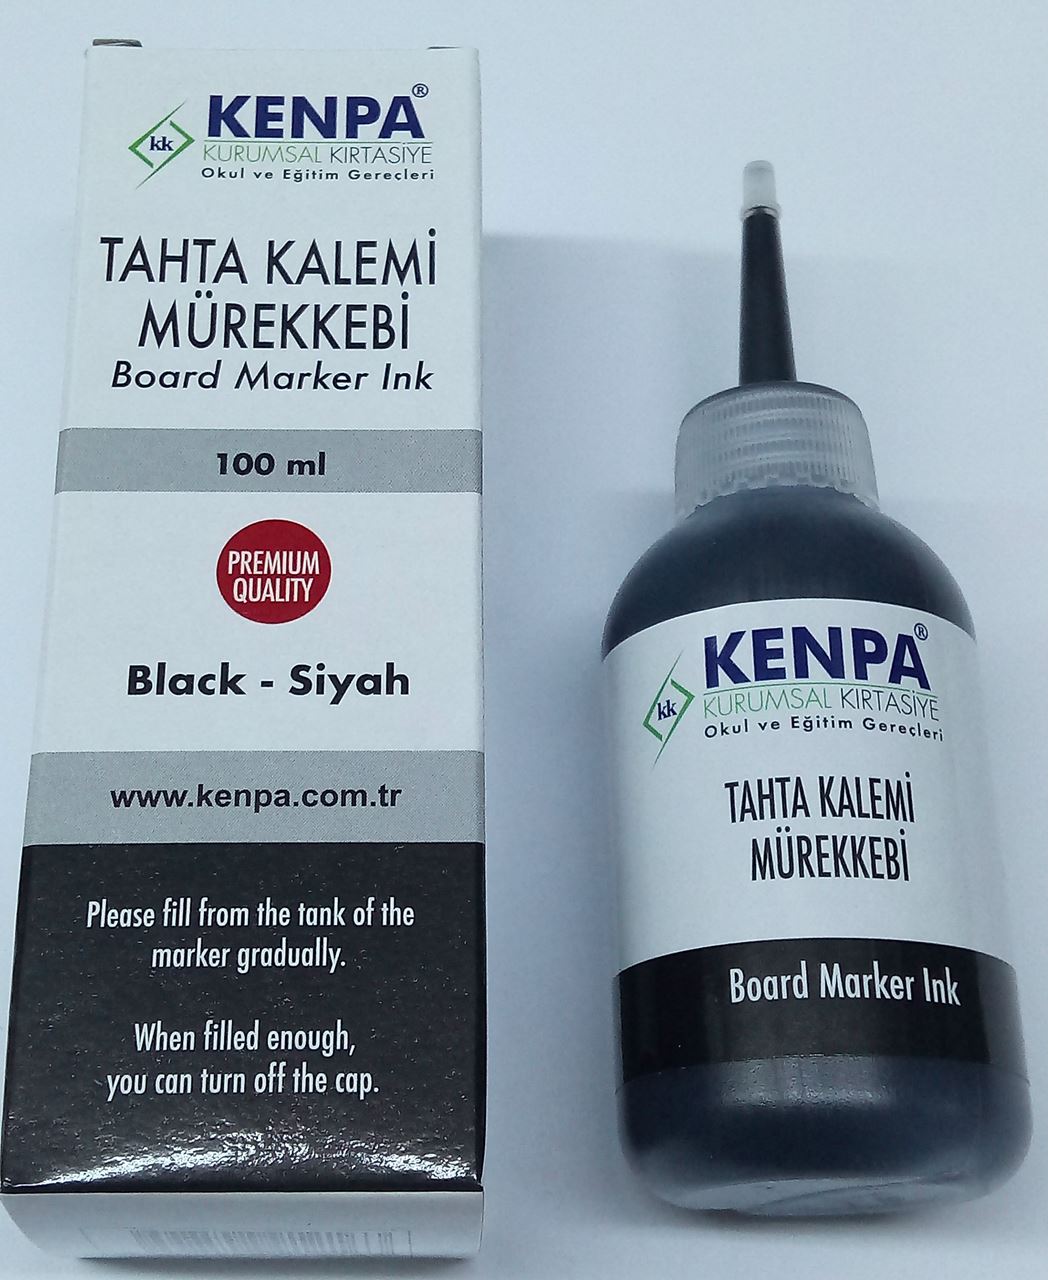 KENPA®
kk
KURUMSAL KIRTASİYE
Okul ve Eğitim Gereçleri
TAHTA KALEMİ
MÜREKKEBİ
Board Marker Ink
100 ml
PREMIUM
QUALITY
Black - Siyah
www.kenpa.com.tr
Please fill from the tank of the
marker gradually.
When filled enough,
you can turn off the cap.
KENPA®
kk
KURUMSAL KIRTASİYE
Okul ve Eğitim Gereçleri
TAHTA KALEMİ
MÜREKKEBİ
Board Marker Ink